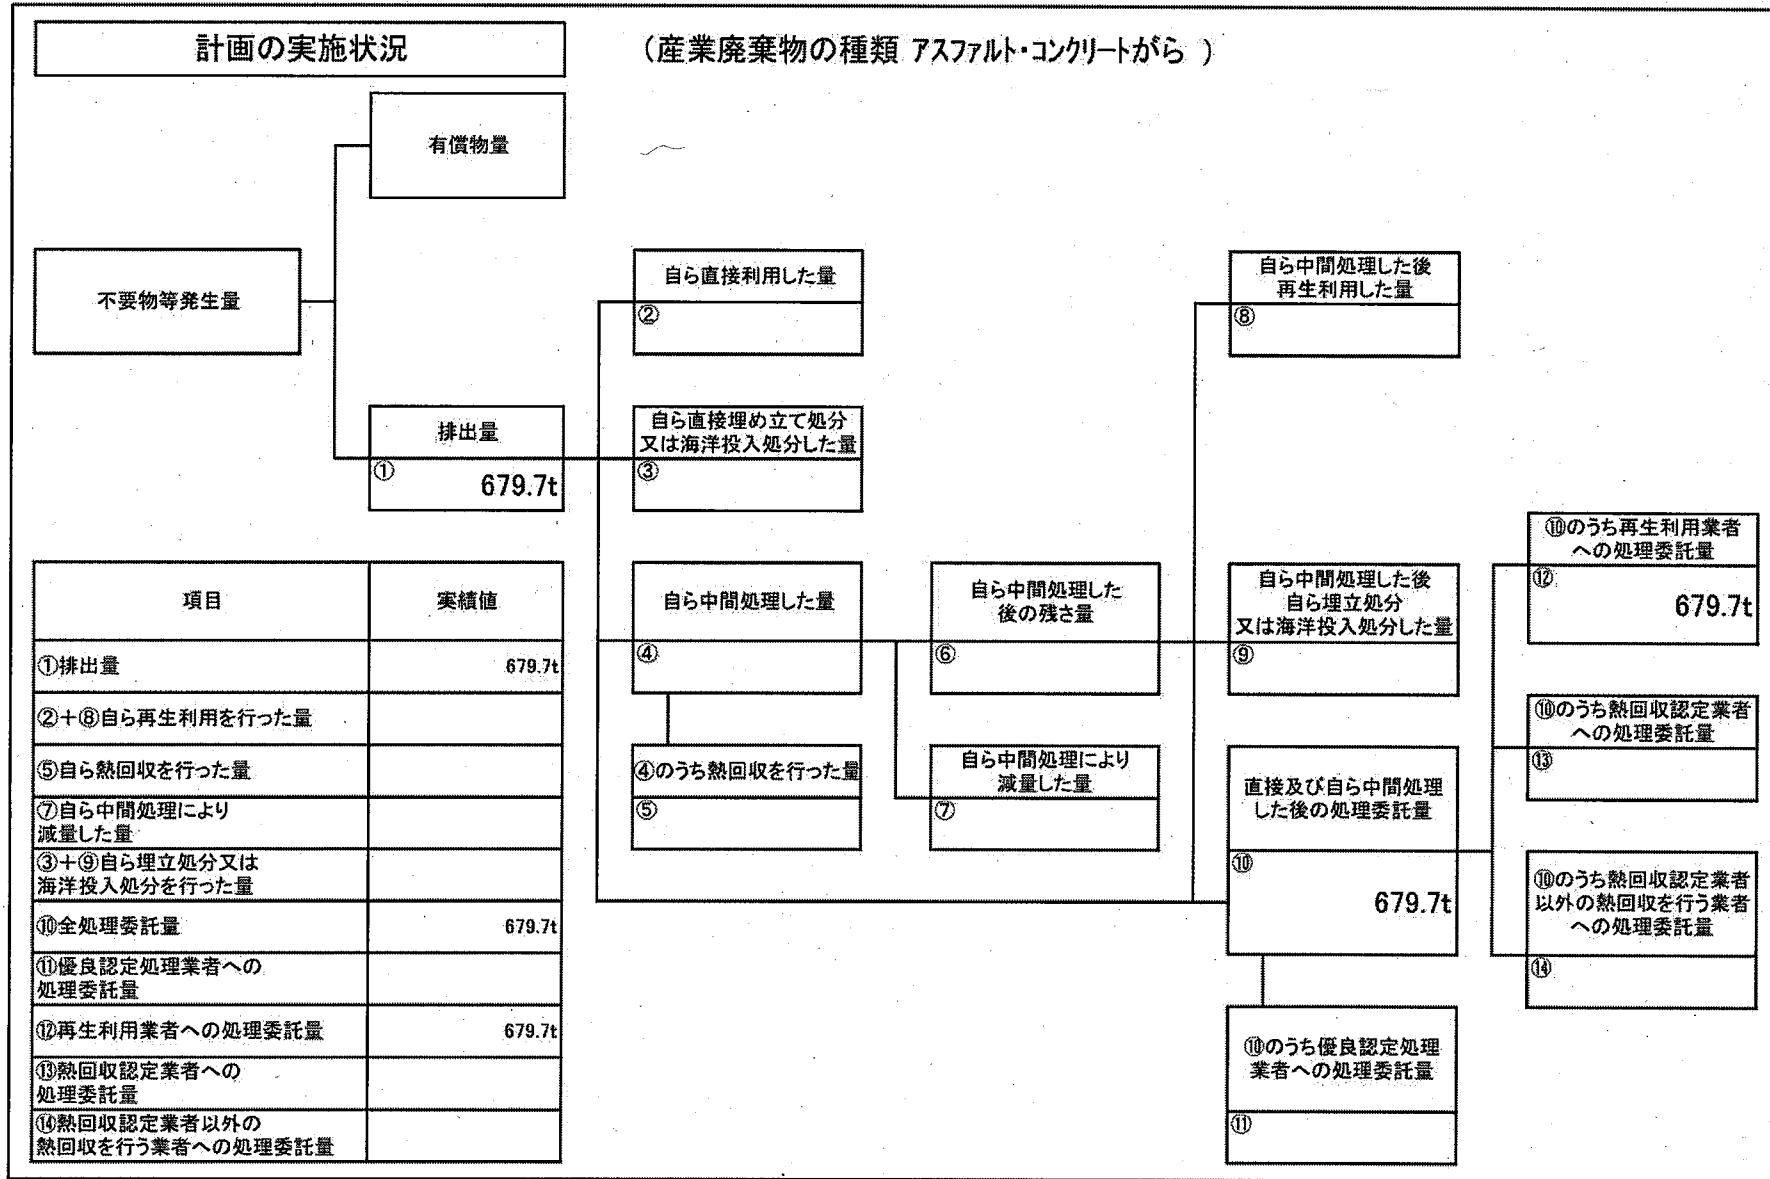 計画の実施状況
（産業廃棄物の種類 アスファルト・コンクリートがら ）
有償物量
不要物等発生量
排出量
①
679.7t
自ら直接利用した量
②
自ら直接埋め立て処分
又は海洋投入処分した量
③
自ら中間処理した量
④
④のうち熱回収を行った量
⑤
自ら中間処理した
後の残さ量
⑥
自ら中間処理により
減量した量
⑦
自ら中間処理した後
再生利用した量
⑧
自ら中間処理した後
自ら埋立処分
又は海洋投入処分した量
⑨
直接及び自ら中間処理
した後の処理委託量
⑩
679.7t
⑩のうち優良認定処理
業者への処理委託量
⑪
⑩のうち再生利用業者
への処理委託量
⑫
679.7t
⑩のうち熱回収認定業者
への処理委託量
⑬
⑩のうち熱回収認定業者
以外の熱回収を行う業者
への処理委託量
⑭
項目 実績値
①排出量 679.7t
②＋⑧自ら再生利用を行った量
⑤自ら熱回収を行った量
⑦自ら中間処理により
減量した量
③＋⑨自ら埋立処分又は
海洋投入処分を行った量
⑩全処理委託量 679.7t
⑪優良認定処理業者への
処理委託量
⑫再生利用業者への処理委託量 679.7t
⑬熱回収認定業者への
処理委託量
⑭熱回収認定業者以外の
熱回収を行う業者への処理委託量